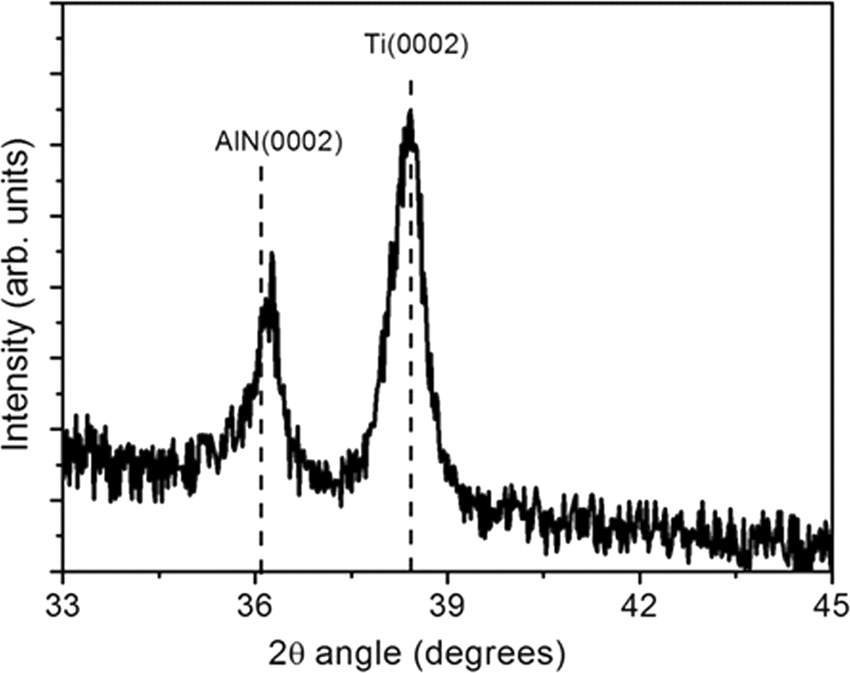 Ti(0002)
AlN(0002)
Intensity (arb. units)
33 36 39 42 45
2θ angle (degrees)